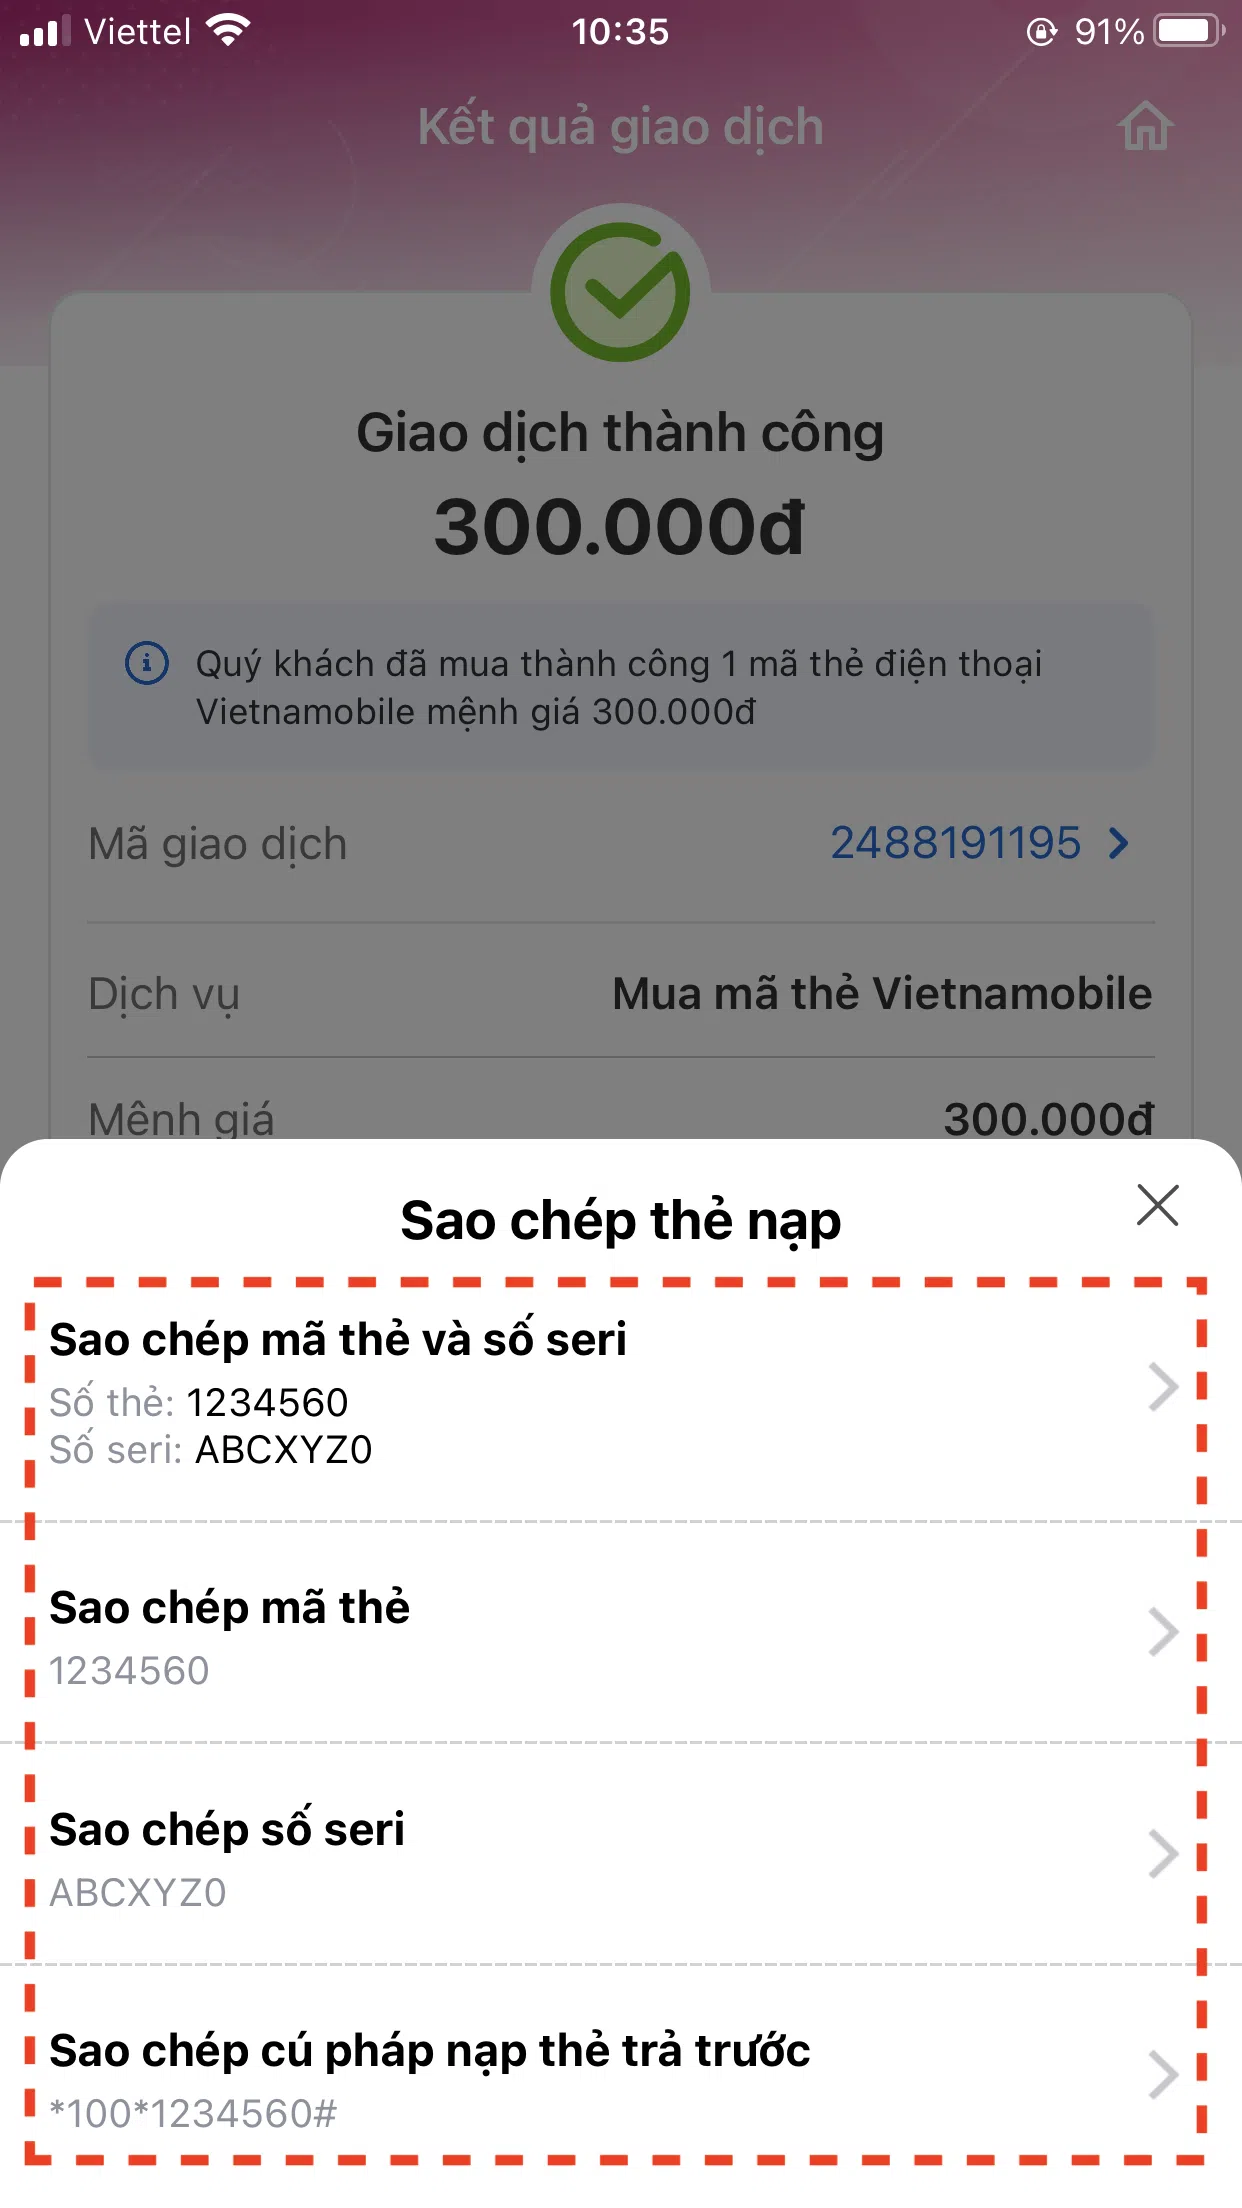 Viettel 10:35 91%
Kết quả giao dịch
Giao dịch thành công
300.000đ
Quý khách đã mua thành công 1 mã thẻ điện thoại
Vietnamobile mệnh giá 300.000đ
Mã giao dịch 2488191195
Dịch vụ Mua mã thẻ Vietnamobile
Mệnh giá 300.000đ
Sao chép thẻ nạp
Sao chép mã thẻ và số seri
Số thẻ: 1234560
Số seri: ABCXYZ0
Sao chép mã thẻ
1234560
Sao chép số seri
ABCXYZ0
Sao chép cú pháp nạp thẻ trả trước
*100*1234560#